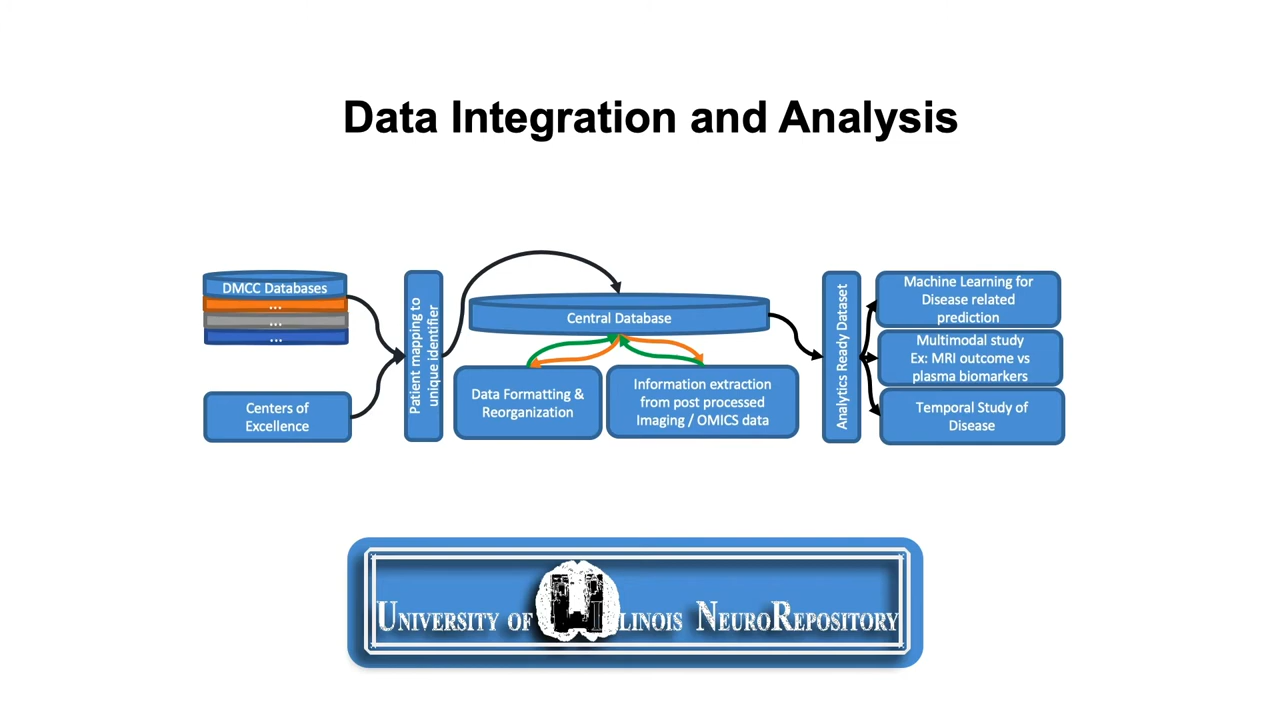 Data Integration and Analysis
DMCC Databases
...
...
...
Centers of
Excellence
Patient mapping to
unique identifier
Central Database
Data Formatting &
Reorganization
Information extraction
from post processed
Imaging / OMICS data
Analytics Ready Dataset
Machine Learning for
Disease related
prediction
Multimodal study
Ex: MRI outcome vs
plasma biomarkers
Temporal Study of
Disease
UNIVERSITY OF ILLINOIS NEUROREPOSITORY